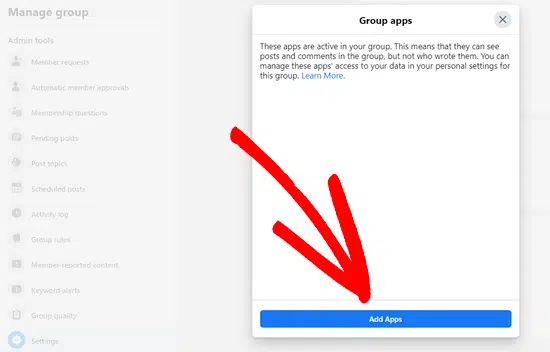 Manage group
Admin tools
Member requests
Automatic member approvals
Membership questions
Pending posts
Post topics
Scheduled posts
Activity log
Group rules
Member-reported content
Keyword alerts
Group quality
Settings
Group apps
These apps are active in your group. This means that they can see
posts and comments in the group, but not who wrote them. You can
manage these apps' access to your data in your personal settings for
this group. Learn More.
Add Apps